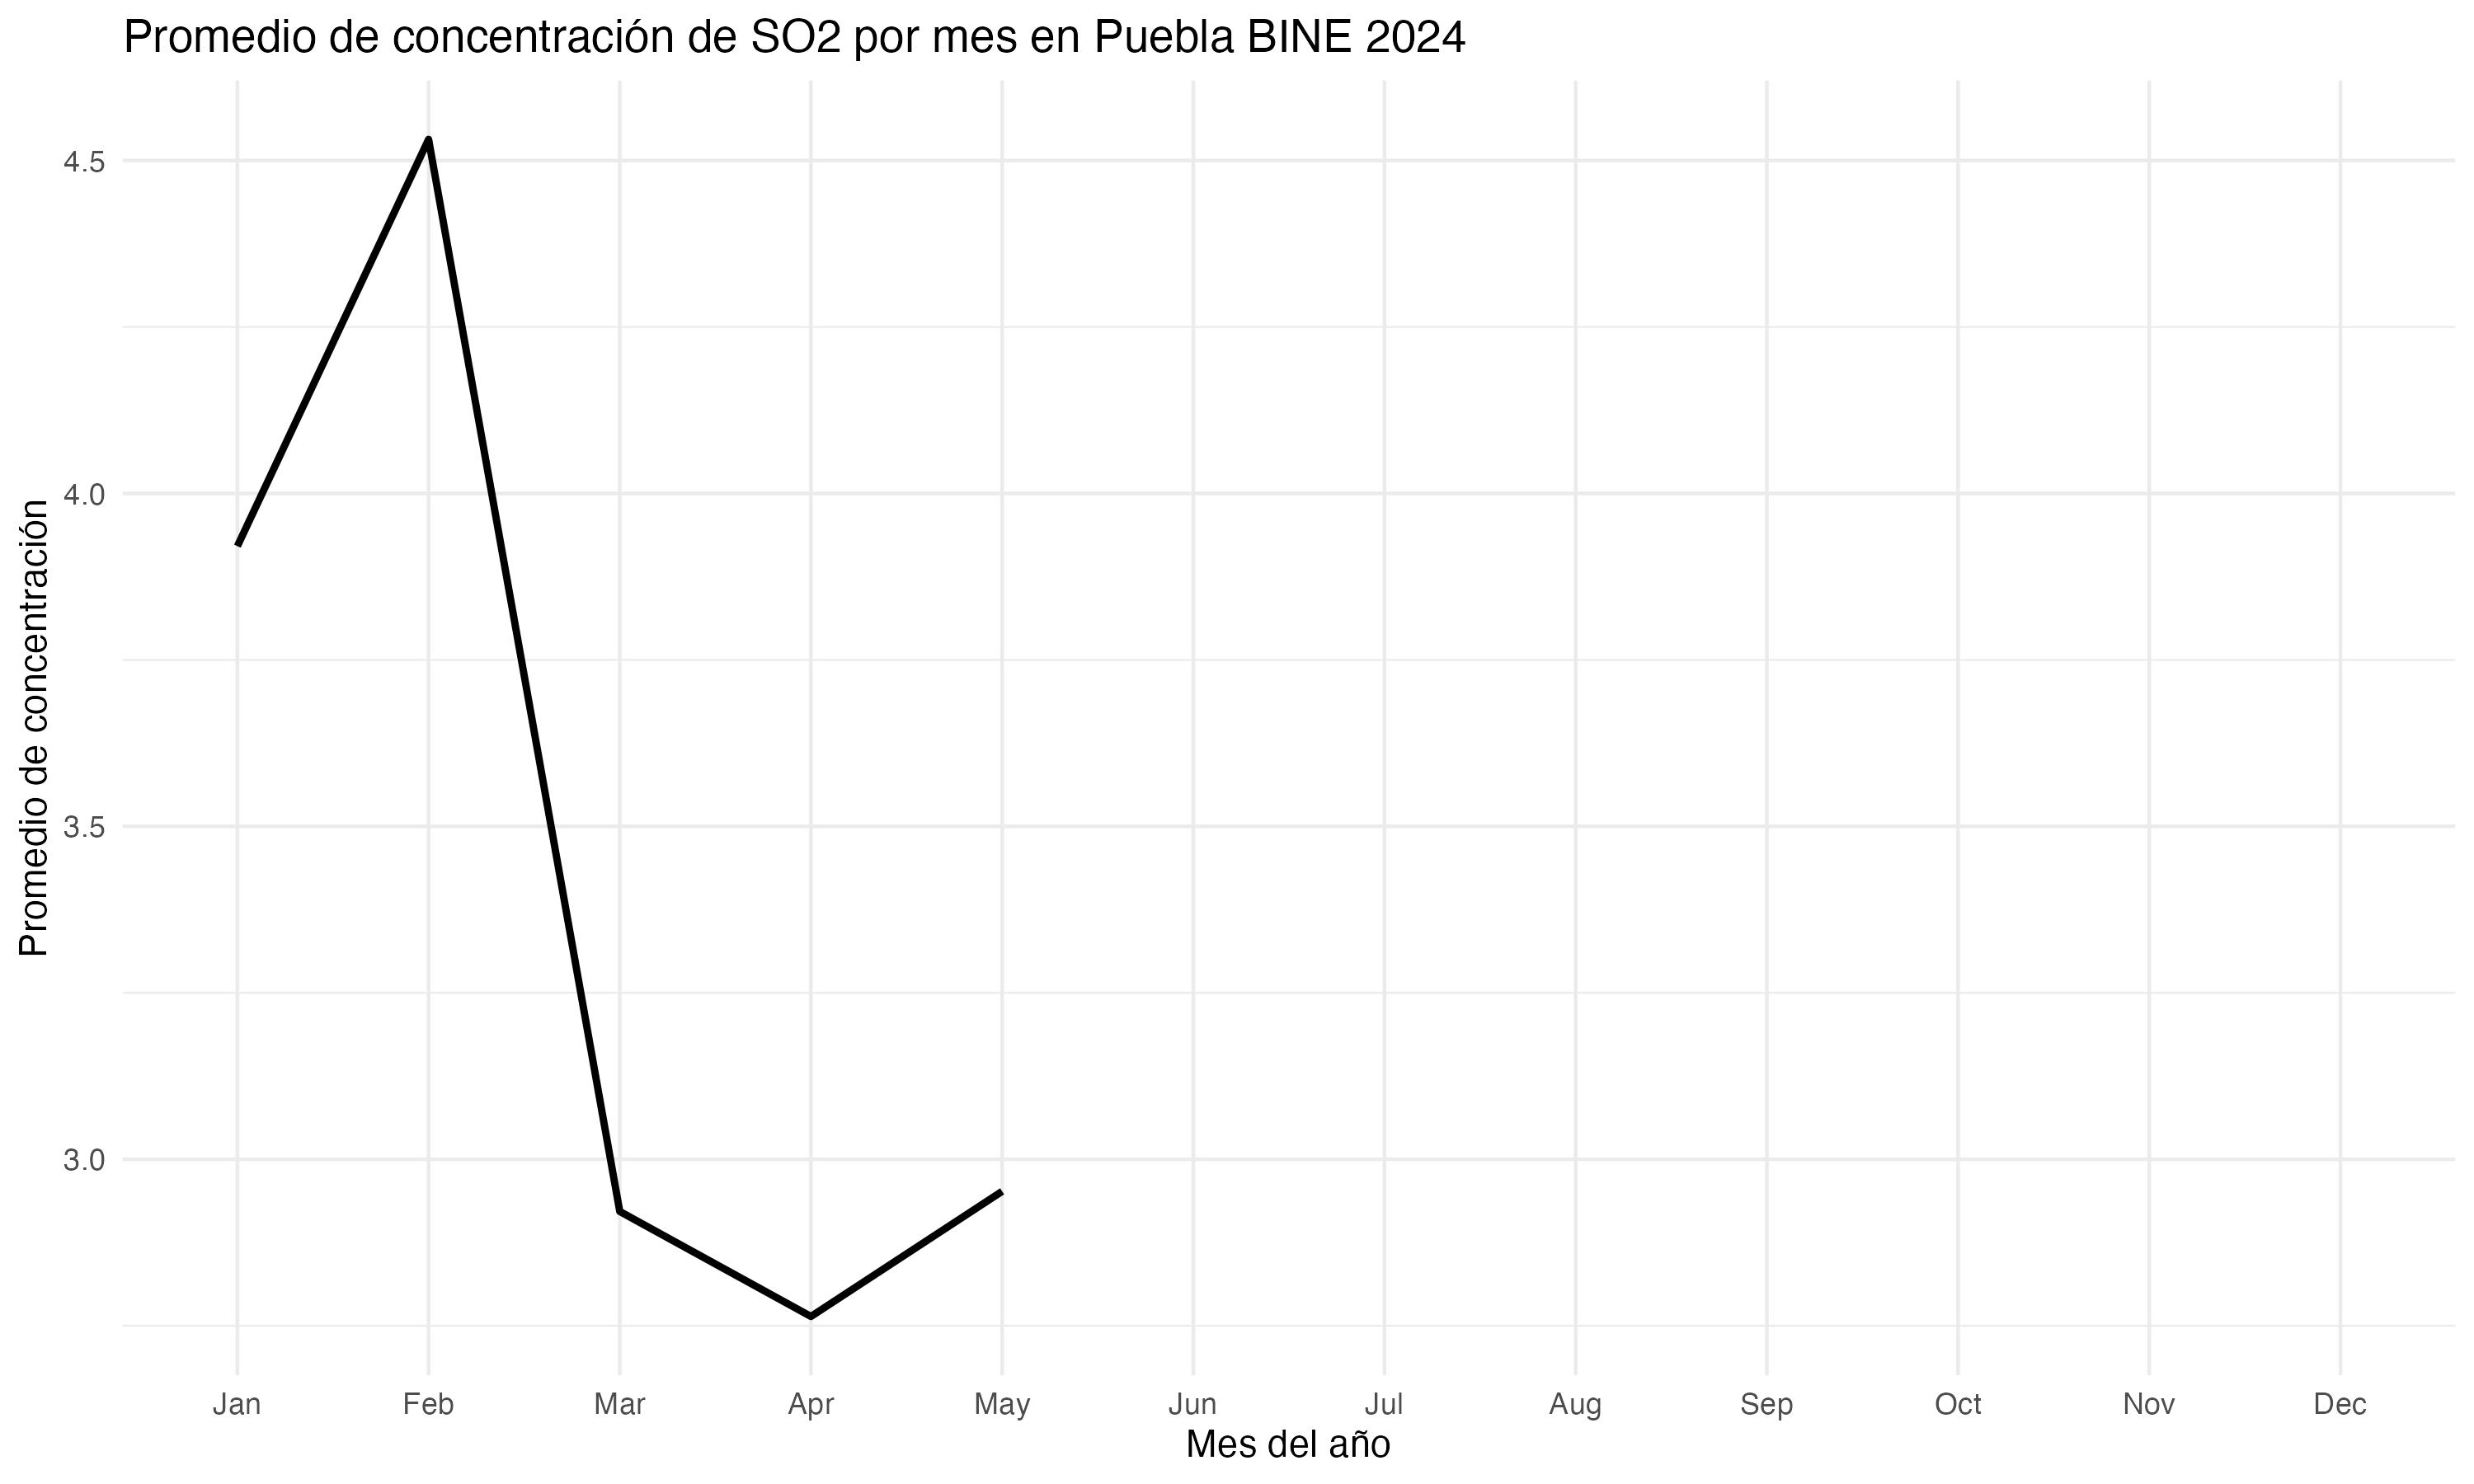 Promedio de concentración de SO2 por mes en Puebla BINE 2024
Promedio de concentración
4.5
4.0
3.5
3.0
Jan Feb Mar Apr May Jun Jul Aug Sep Oct Nov Dec
Mes del año